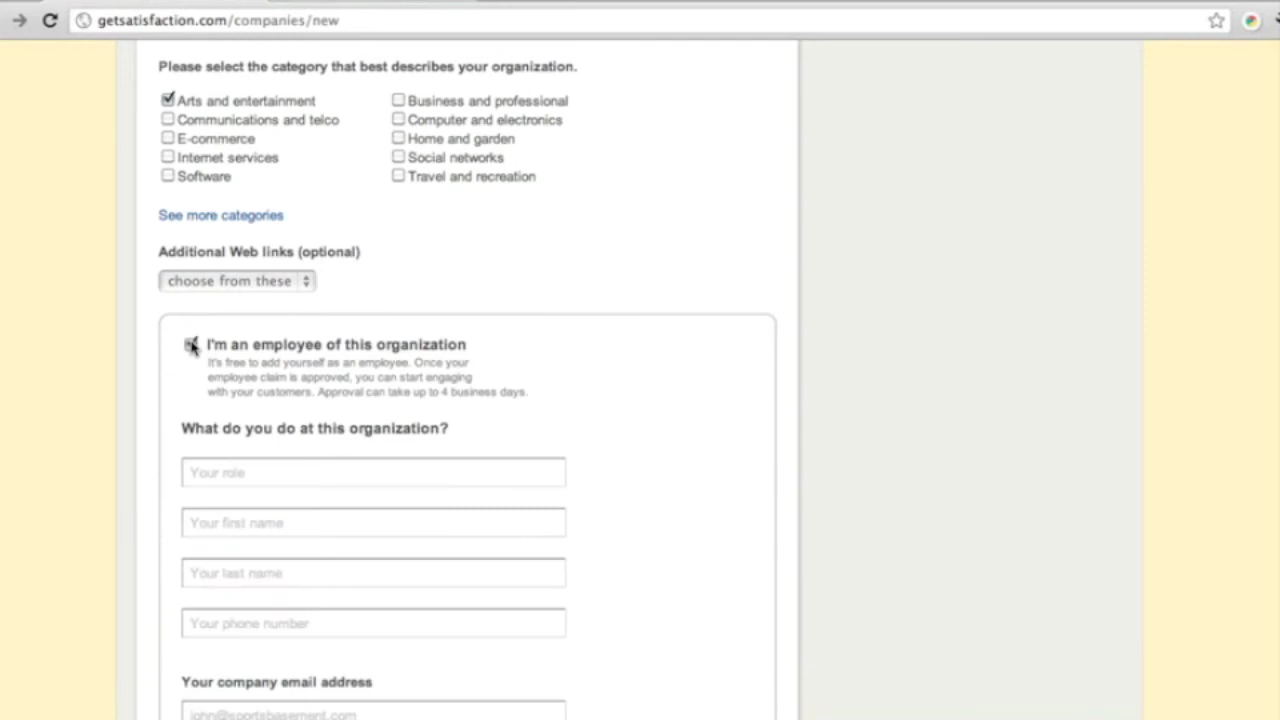 getsatisfaction.com/companies/new
Please select the category that best describes your organization.
Arts and entertainment Business and professional
Communications and telco Computer and electronics
E-commerce Home and garden
Internet services Social networks
Software Travel and recreation
See more categories
Additional Web links (optional)
choose from these
I'm an employee of this organization
It's free to add yourself as an employee. Once your
employee claim is approved, you can start engaging
with your customers. Approval can take up to 4 business days.
What do you do at this organization?
Your role
Your first name
Your last name
Your phone number
Your company email address
john@sportsbasement.com